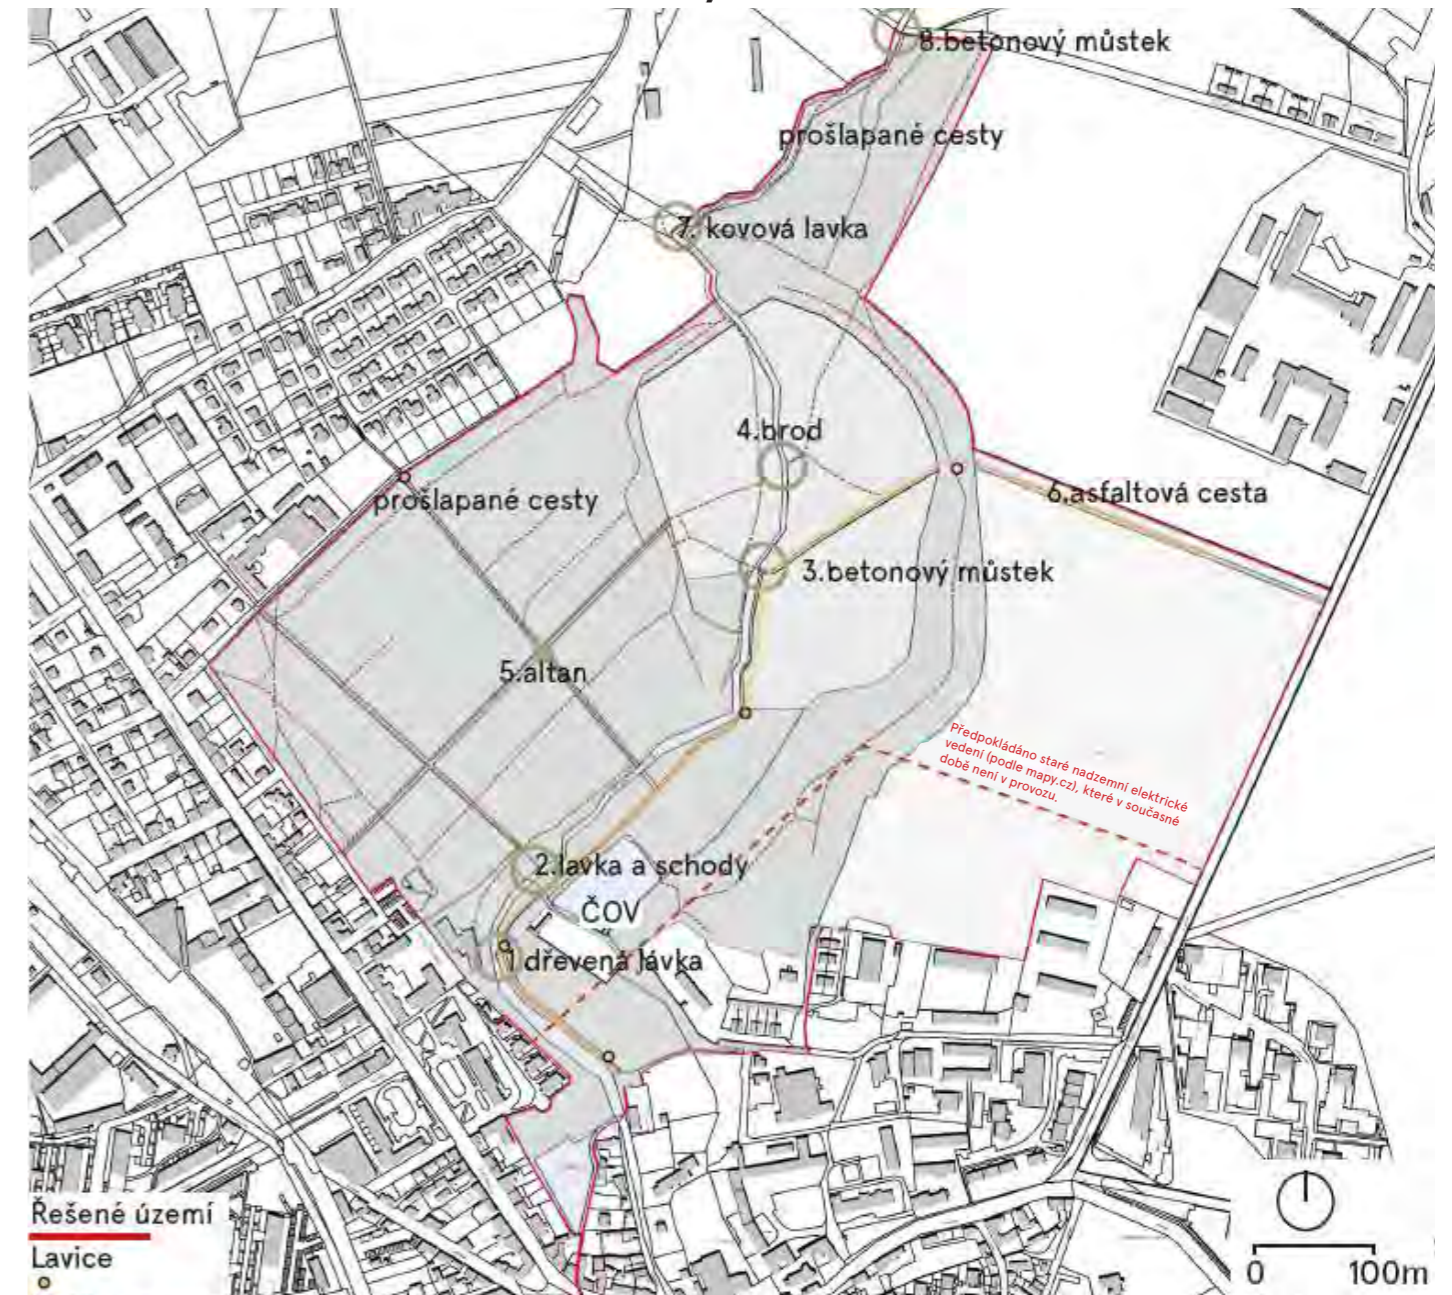 8.betonový můstek
prošlapané cesty
7. kovová lavka
4.brod
6.asfaltová cesta
prošlapané cesty
3.betonový můstek
5.altan
Předpokládáno staré nadzemní elektrické
vedení (podle mapy.cz), které v současné
době není v provozu.
2.lavka a schody
ČOV
1 dřevená lávka
Řešené území
Lavice
0 100m